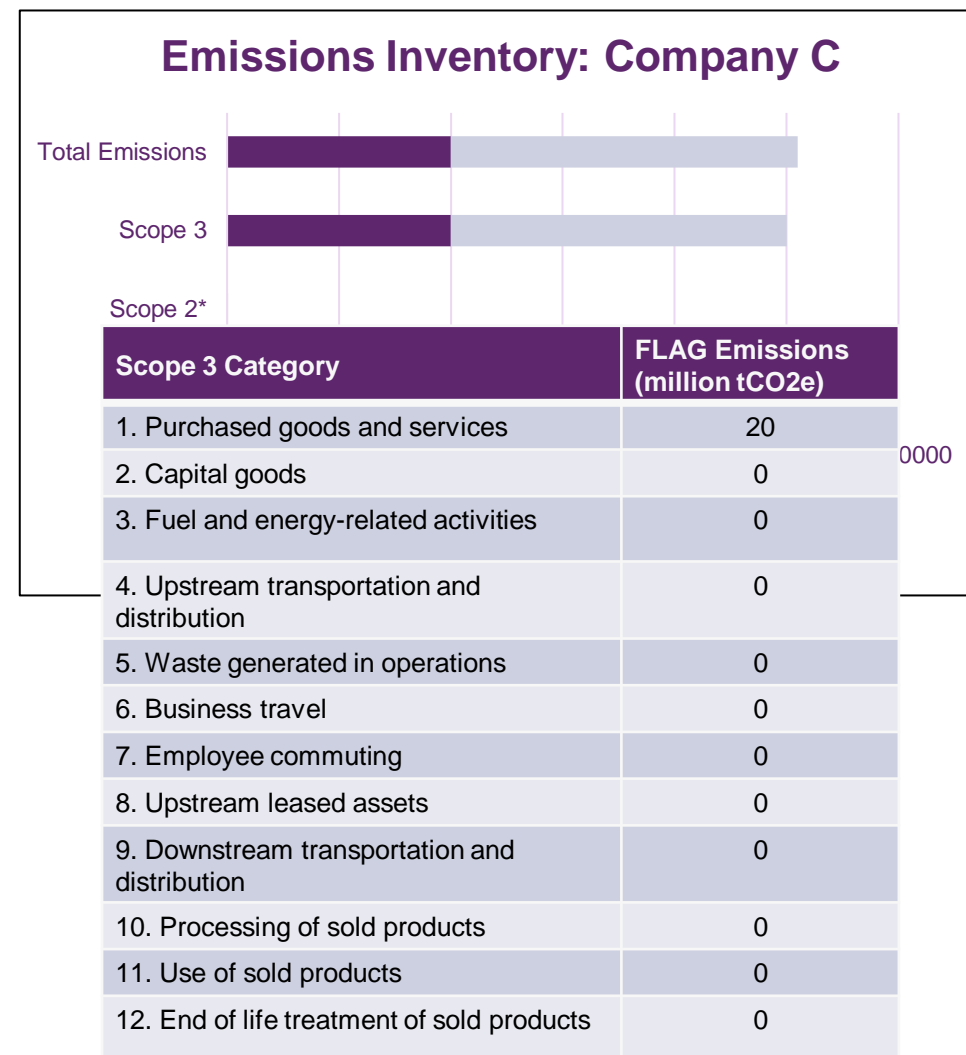 Emissions Inventory: Company C
Total Emissions
Scope 3
Scope 2*
0000
Scope 3 Category
FLAG Emissions
(million tCO2e)
1. Purchased goods and services 20
2. Capital goods 0
3. Fuel and energy-related activities 0
4. Upstream transportation and 0
distribution
5. Waste generated in operations 0
6. Business travel 0
7. Employee commuting 0
8. Upstream leased assets 0
9. Downstream transportation and 0
distribution
10. Processing of sold products 0
11. Use of sold products 0
12. End of life treatment of sold products 0